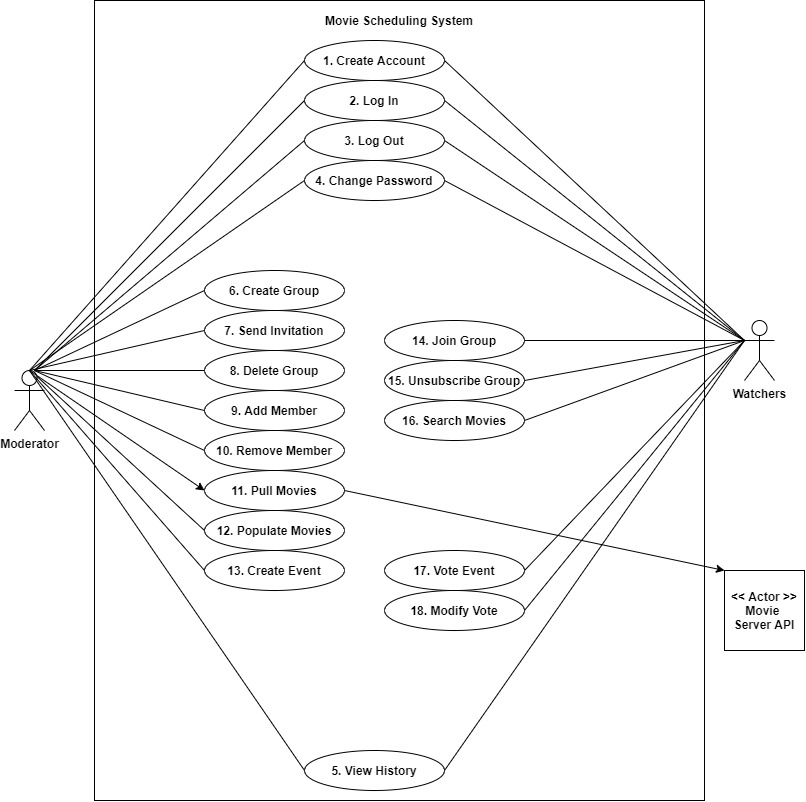 Movie Scheduling System
1. Create Account
2. Log In
3. Log Out
4. Change Password
6. Create Group
7. Send Invitation
8. Delete Group
9. Add Member
10. Remove Member
11. Pull Movies
12. Populate Movies
13. Create Event
14. Join Group
15. Unsubscribe Group
16. Search Movies
17. Vote Event
18. Modify Vote
5. View History
Moderator
Watchers
<< Actor >>
Movie
Server API